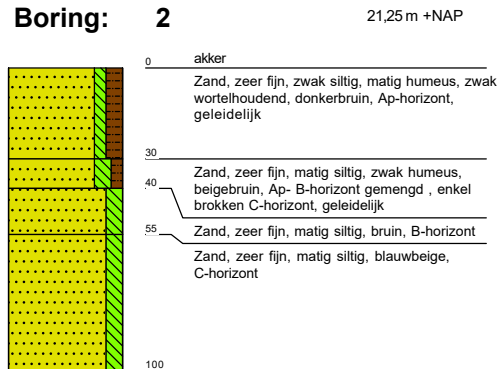 Boring: 2
21,25 m +NAP
0
akker
Zand, zeer fijn, zwak siltig, matig humeus, zwak
wortelhoudend, donkerbruin, Ap-horizont,
geleidelijk
30
Zand, zeer fijn, matig siltig, zwak humeus,
beigebruin, Ap- B-horizont gemengd , enkel
brokken C-horizont, geleidelijk
40
Zand, zeer fijn, matig siltig, bruin, B-horizont
55
Zand, zeer fijn, matig siltig, blauwbeige,
C-horizont
100